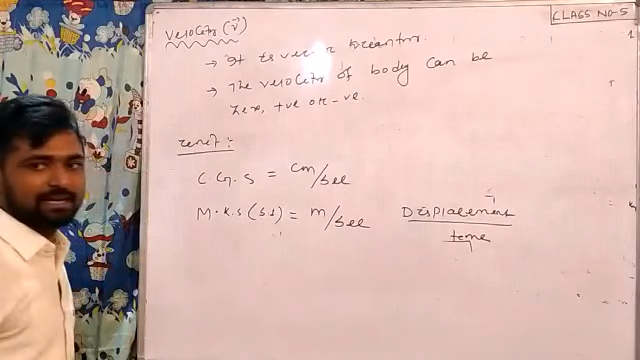 CLASS NO-5
Velocity (v⃗)
→ It is vector quantity.
→ The velocity of body can be
zero, +ve or -ve.
unit :-
C.G.S = cm/sec
M.K.S (S.I) = m/sec
Displacement
time